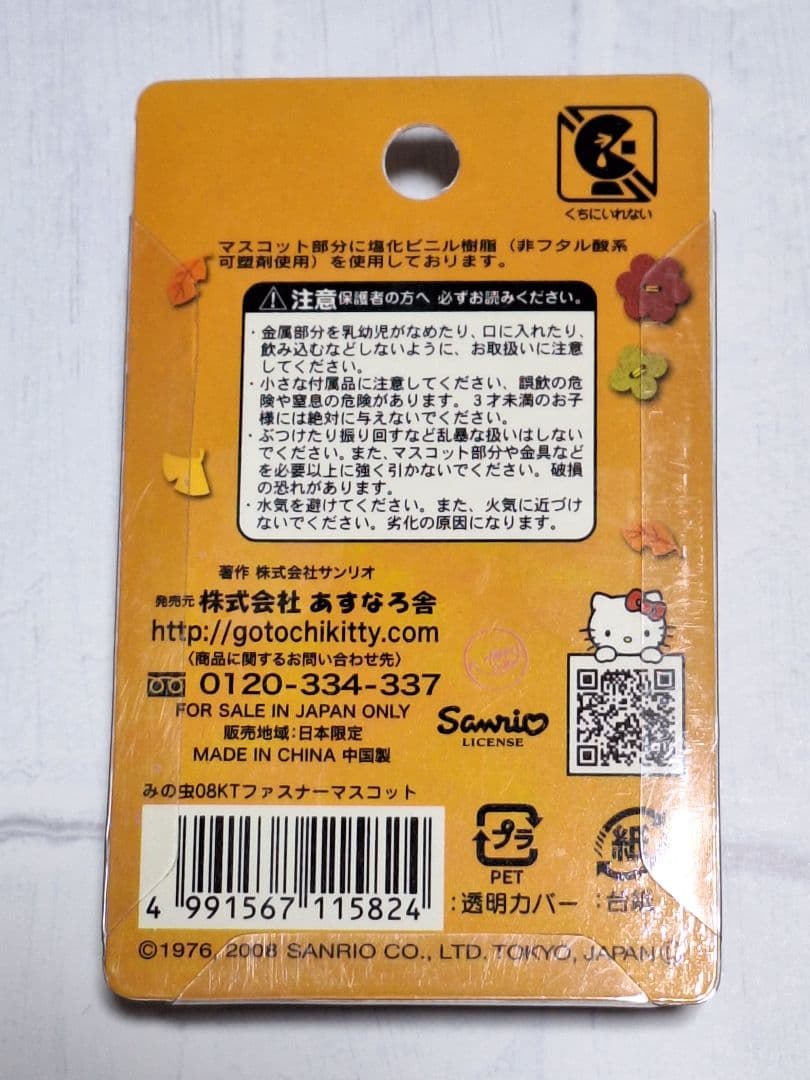 くちにいれない
マスコット部分に塩化ビニル樹脂（非フタル酸系
可塑剤使用）を使用しております。
注意 保護者の方へ 必ずお読みください。
・金属部分を乳幼児がなめたり、口に入れたり、
飲み込むなどしないように、お取扱いに注意
してください。
・小さな付属品に注意してください、誤飲の危
険や窒息の危険があります。3才未満のお子
様には絶対に与えないでください。
・ぶつけたり振り回すなど乱暴な扱いはしない
でください。また、マスコット部分や金具など
を必要以上に強く引かないでください。破損
の恐れがあります。
・水気を避けてください。また、火気に近づけ
ないでください。劣化の原因になります。
著作 株式会社サンリオ
発売元 株式会社 あすなろ舎
http://gotochikitty.com
〈商品に関するお問い合わせ先〉
0120-334-337
FOR SALE IN JAPAN ONLY
販売地域：日本限定
MADE IN CHINA 中国製
Sanrio
LICENSE
みの虫08KTファスナーマスコット
4 991567 115824
プラ
PET
：透明カバー
紙
：台紙
©1976, 2008 SANRIO CO., LTD. TOKYO, JAPAN